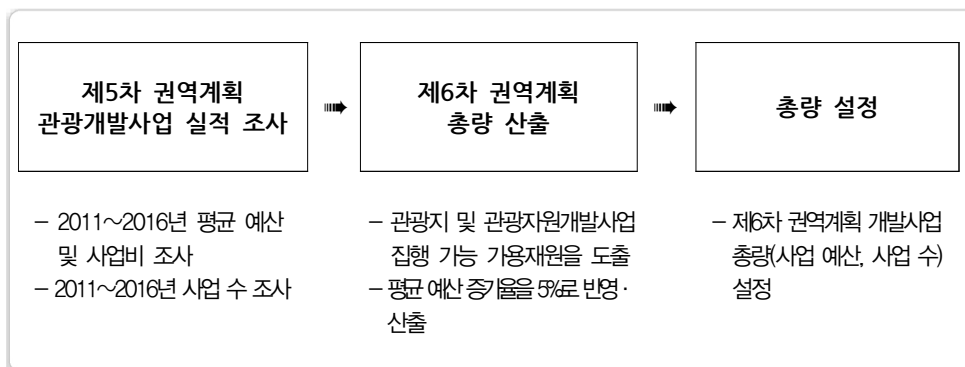 제5차 권역계획
관광개발사업 실적 조사
➠
제6차 권역계획
총량 산출
➠
총량 설정
– 2011～2016년 평균 예산
및 사업비 조사
– 2011～2016년 사업 수 조사
– 관광지 및 관광자원개발사업
집행 가능 가용재원을 도출
– 평균 예산 증가율을 5%로 반영·
산출
– 제6차 권역계획 개발사업
총량(사업 예산, 사업 수)
설정